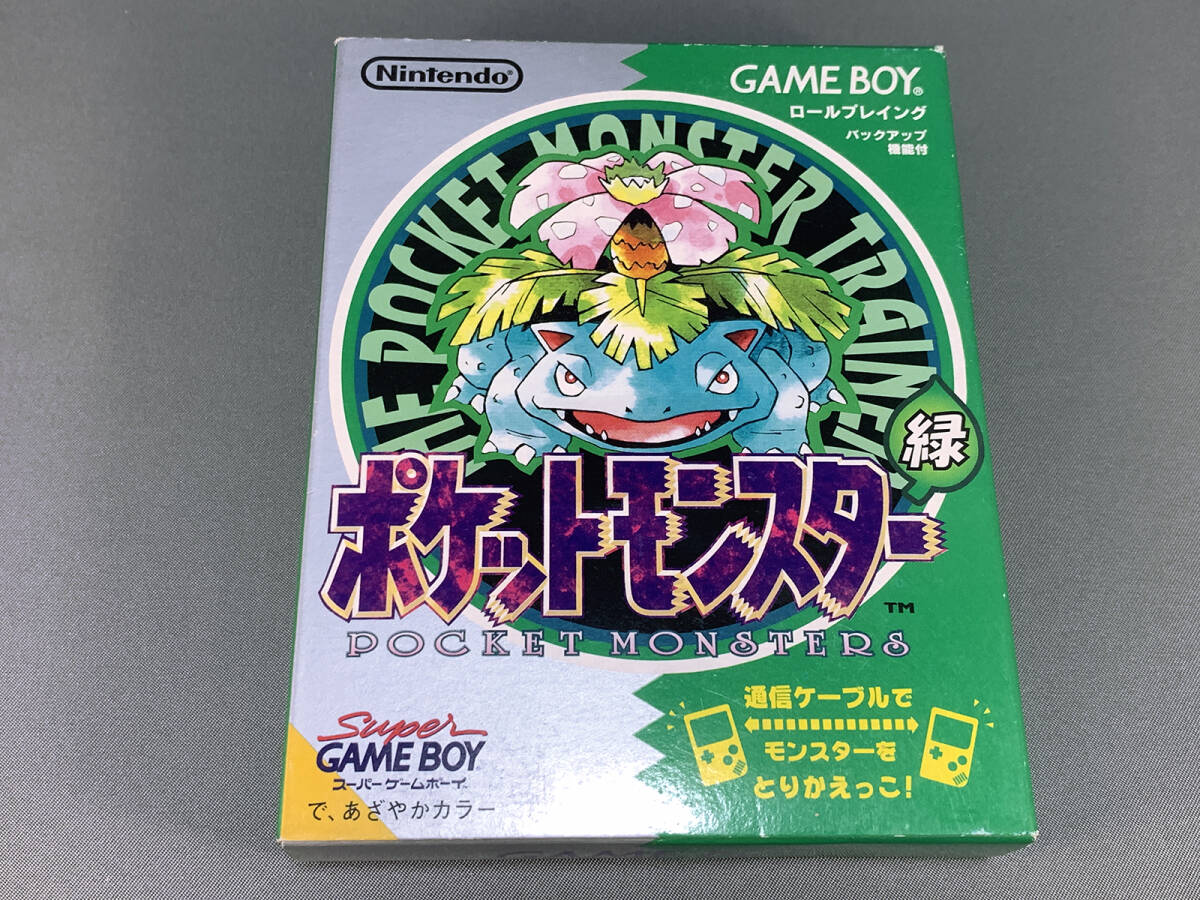 Nintendo®
GAME BOY®
ロールプレイング
バックアップ
機能付
THE POCKET MONSTER TRAINER
緑
ポケットモンスター
TM
POCKET MONSTERS
通信ケーブルで
モンスターを
とりかえっこ!
Super
GAME BOY™
スーパーゲームボーイ™
で、あざやかカラー